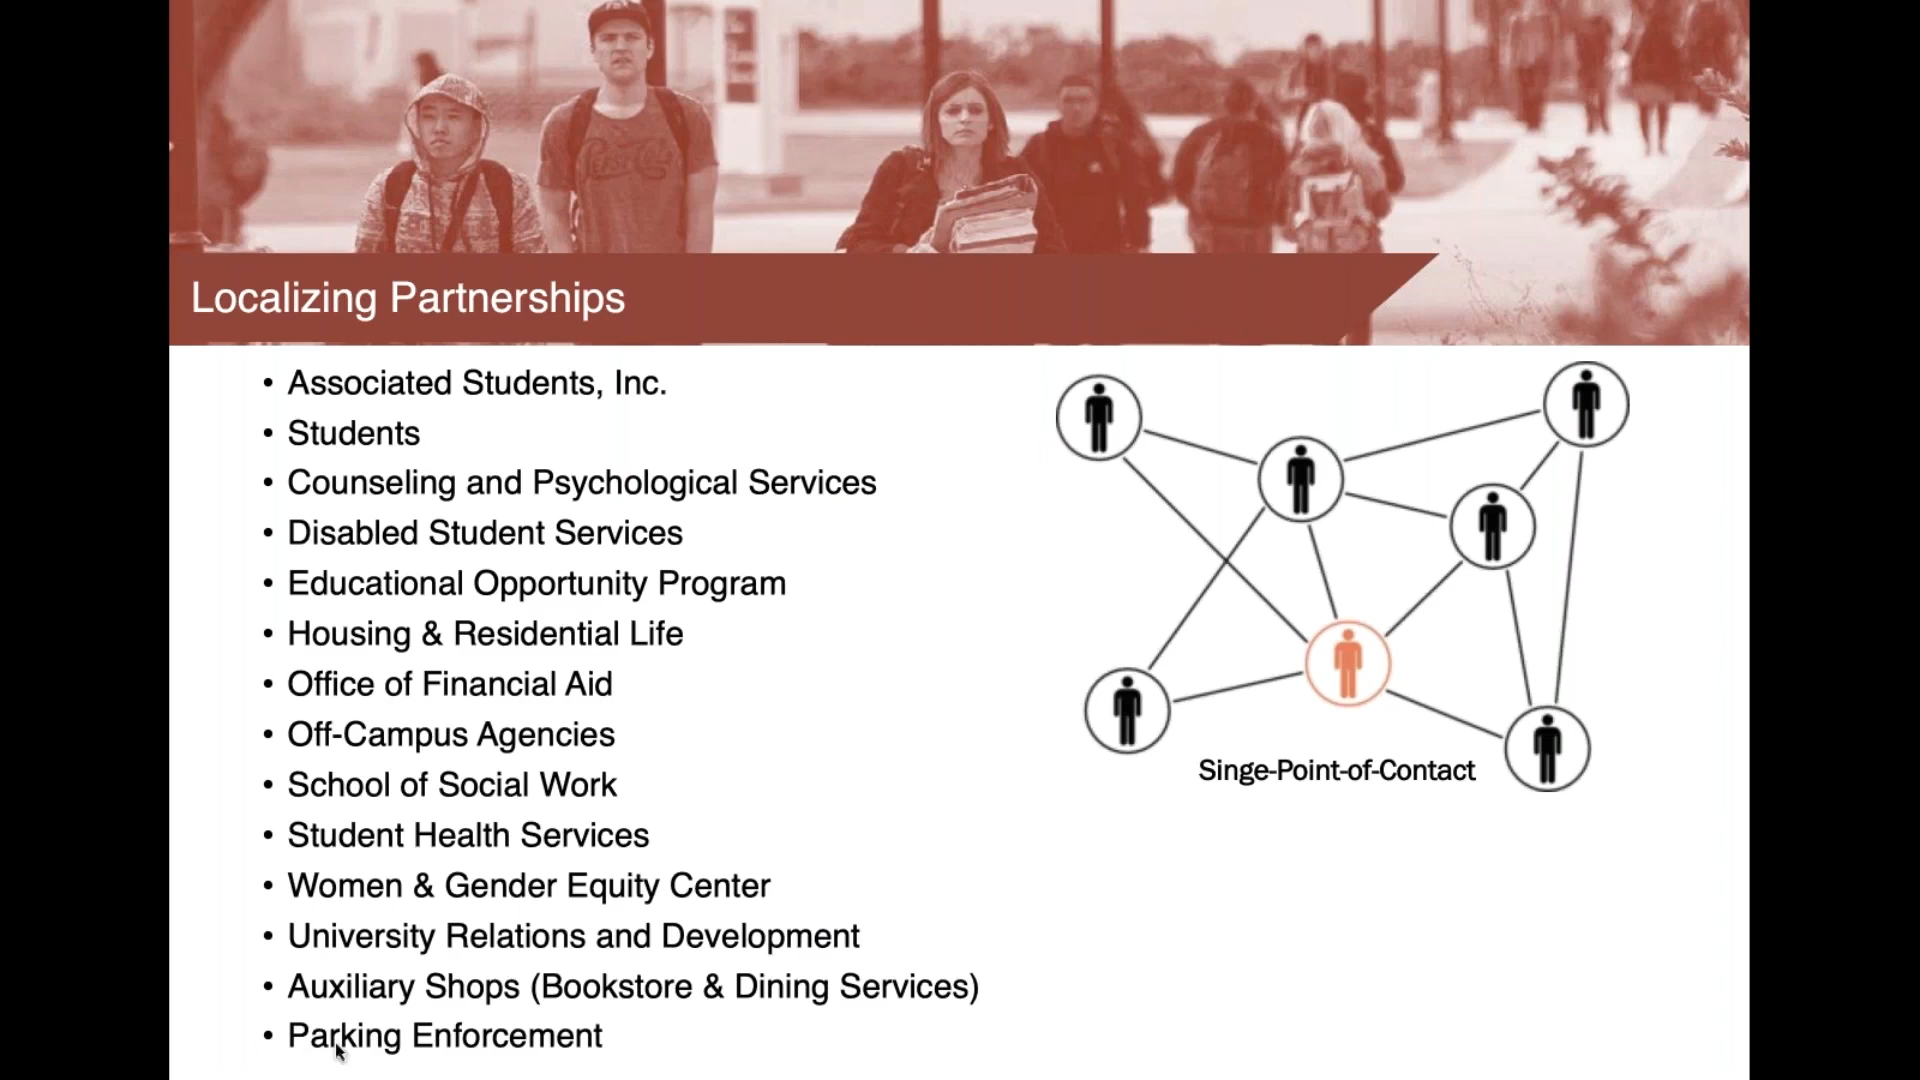 Localizing Partnerships
• Associated Students, Inc.
• Students
• Counseling and Psychological Services
• Disabled Student Services
• Educational Opportunity Program
• Housing & Residential Life
• Office of Financial Aid
• Off-Campus Agencies
• School of Social Work
• Student Health Services
• Women & Gender Equity Center
• University Relations and Development
• Auxiliary Shops (Bookstore & Dining Services)
• Parking Enforcement
Singe-Point-of-Contact